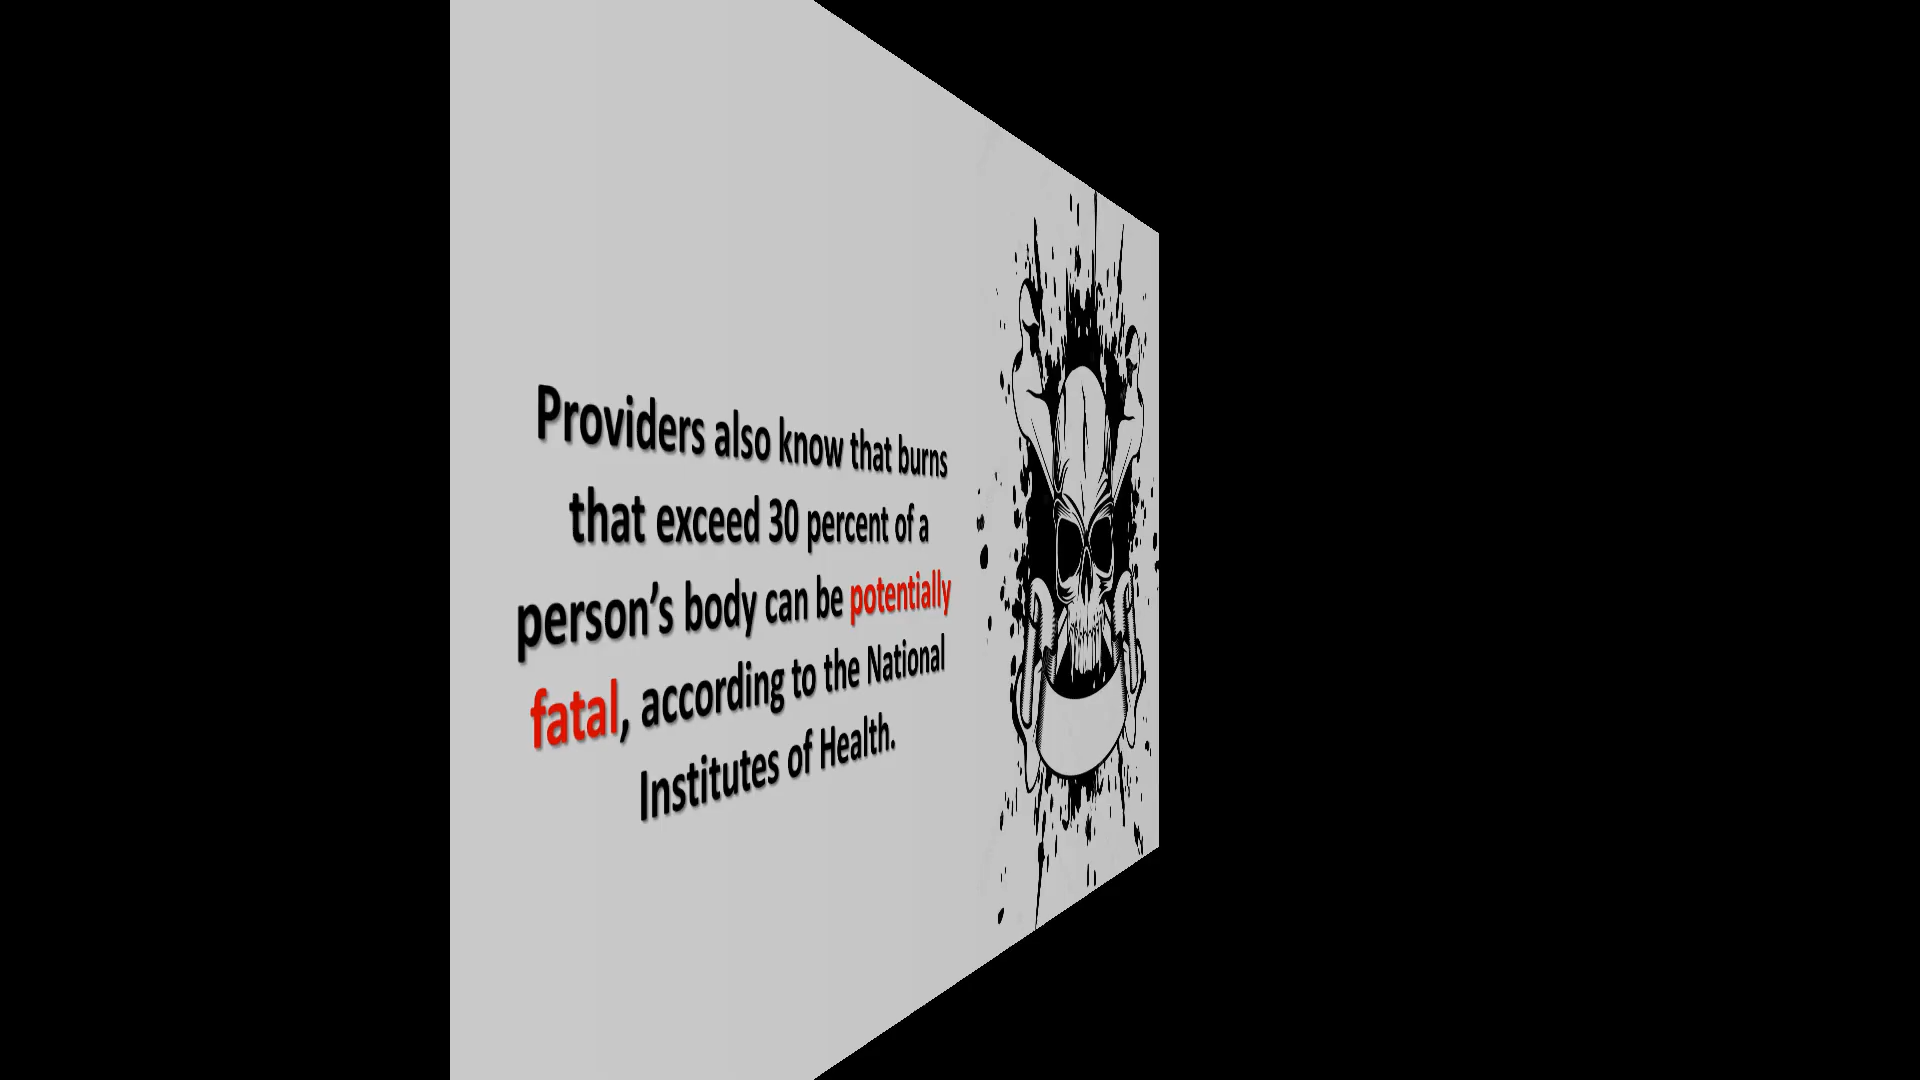 Providers also know that burns
that exceed 30 percent of a
person’s body can be potentially
fatal, according to the National
Institutes of Health.